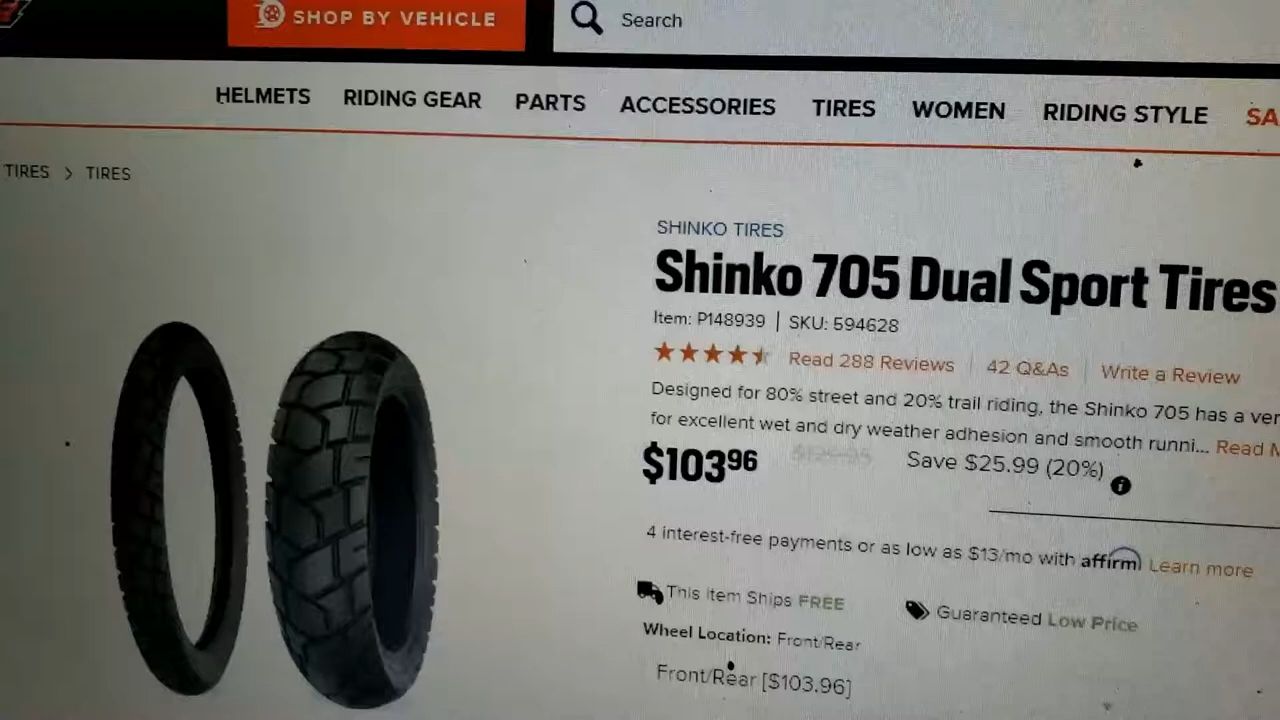 SHOP BY VEHICLE
Search
HELMETS RIDING GEAR PARTS ACCESSORIES TIRES WOMEN RIDING STYLE SA
TIRES > TIRES
SHINKO TIRES
Shinko 705 Dual Sport Tires
Item: P148939 | SKU: 594628
Read 288 Reviews | 42 Q&As | Write a Review
Designed for 80% street and 20% trail riding, the Shinko 705 has a ver
for excellent wet and dry weather adhesion and smooth runni... Read M
$103.96 Save $25.99 (20%)
4 interest-free payments or as low as $13/mo with affirm Learn more
This Item Ships FREE Guaranteed Low Price
Wheel Location: Front/Rear
Front/Rear [$103.96]